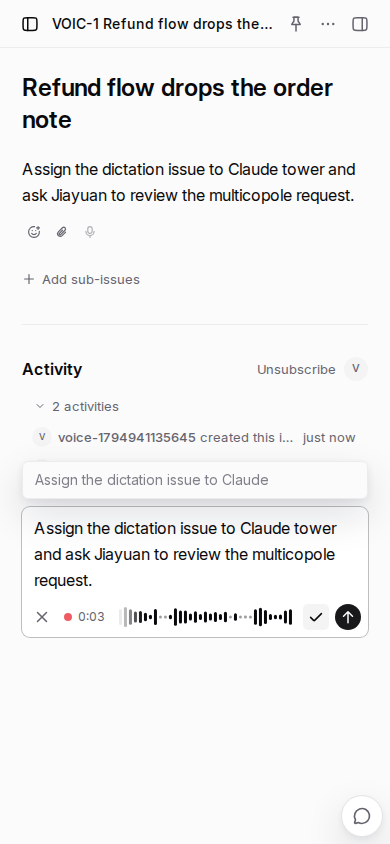 VOIC-1 Refund flow drops the...
Refund flow drops the order
note
Assign the dictation issue to Claude tower and
ask Jiayuan to review the multicopole request.
Add sub-issues
Activity
Unsubscribe
V
2 activities
V
voice-1794941135645 created this i... just now
Assign the dictation issue to Claude
Assign the dictation issue to Claude tower
and ask Jiayuan to review the multicopole
request.
0:03